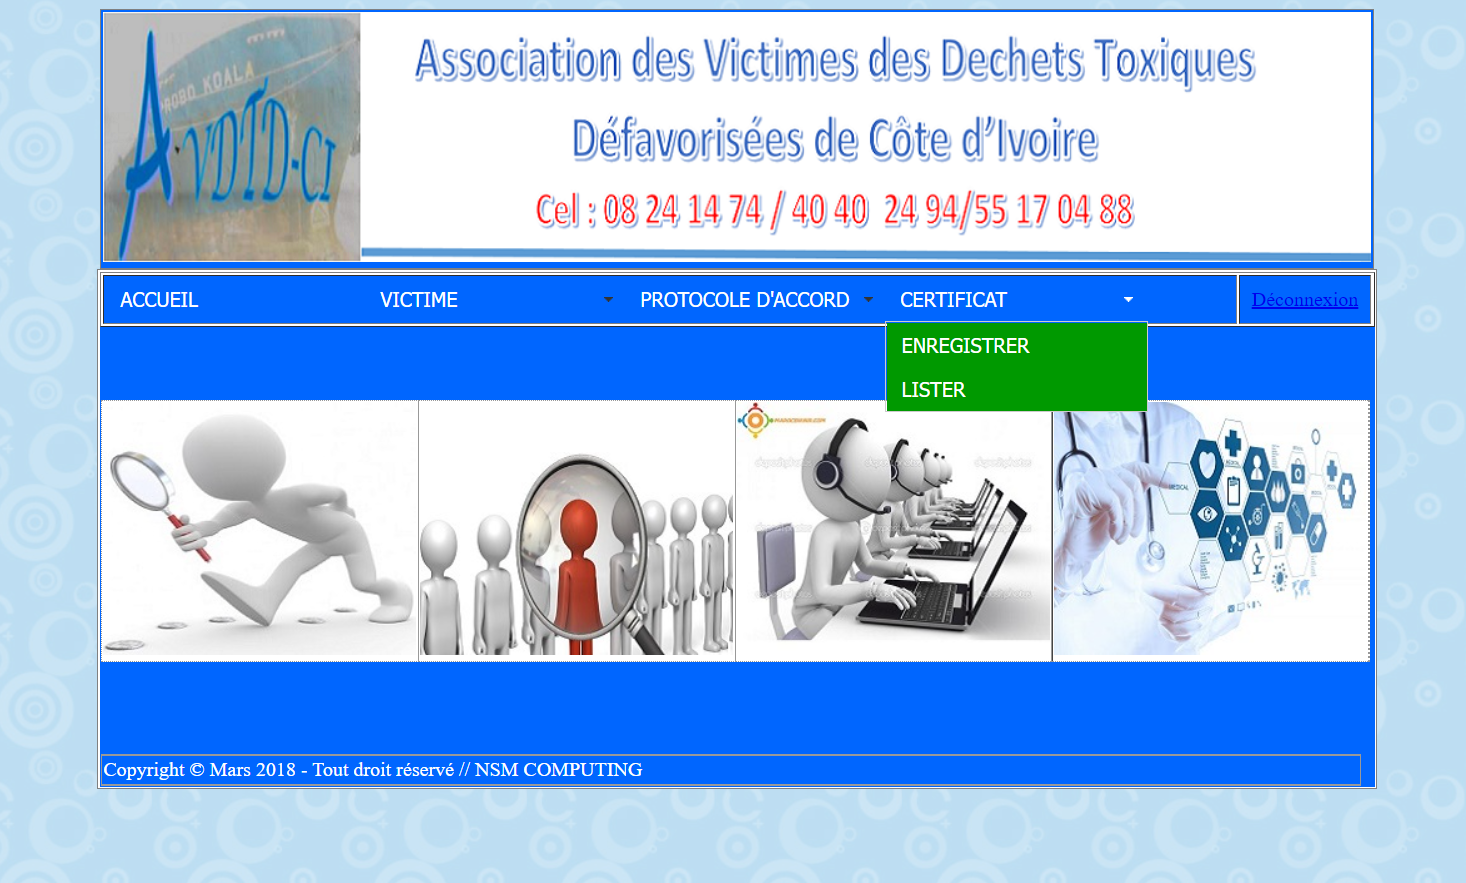 PROBO KOALA
AVDTD-CI
Association des Victimes des Dechets Toxiques
Défavorisées de Côte d’Ivoire
Cel : 08 24 14 74 / 40 40 24 94/55 17 04 88
ACCUEIL
VICTIME
PROTOCOLE D'ACCORD
CERTIFICAT
Déconnexion
ENREGISTRER
LISTER
depositphotos
MEDICAL
Copyright © Mars 2018 - Tout droit réservé // NSM COMPUTING